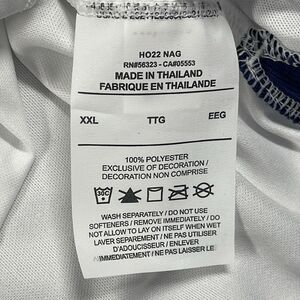 HO22 NAG
RN#56323 - CA#05553
MADE IN THAILAND
FABRIQUE EN THAILANDE
XXL TTG EEG
100% POLYESTER
EXCLUSIVE OF DECORATION /
DECORATION NON COMPRISE
30C
WASH SEPARATELY / DO NOT USE
SOFTENERS / REMOVE IMMEDIATELY / DO
NOT ALLOW TO LAY ON ITSELF WHEN WET
LAVER SEPAREMENT / NE PAS UTILISER
D'ADOUCISSEUR / ENLEVER
IMMEDIATEMENT / NE PAS LAISSER LE